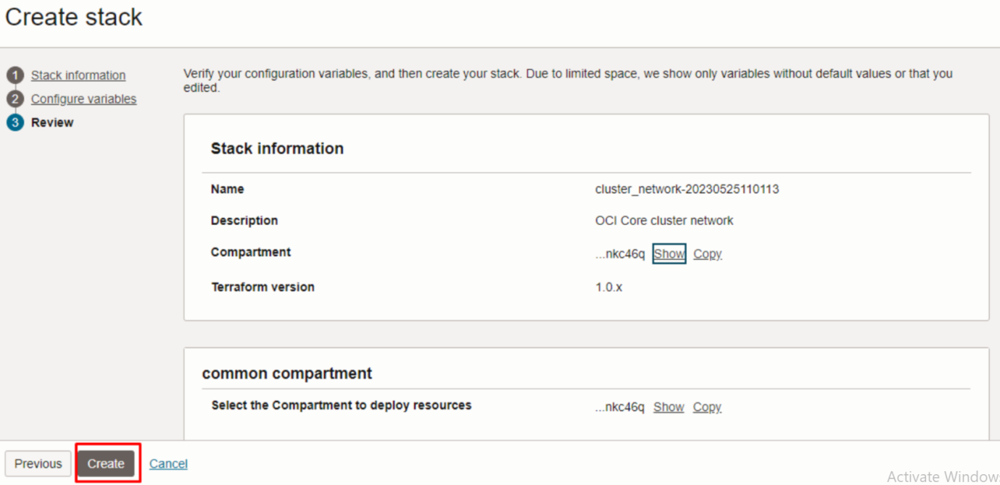 Create stack
1 Stack information
2 Configure variables
3 Review
Verify your configuration variables, and then create your stack. Due to limited space, we show only variables without default values or that you
edited.
Stack information
Name cluster_network-20230525110113
Description OCI Core cluster network
Compartment ...nkc46q Show Copy
Terraform version 1.0.x
common compartment
Select the Compartment to deploy resources ...nkc46q Show Copy
Previous Create Cancel
Activate Window